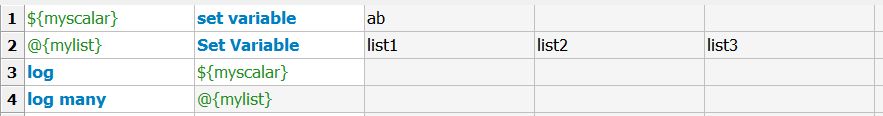 1 ${myscalar} set variable ab
2 @{mylist} Set Variable list1 list2 list3
3 log ${myscalar}
4 log many @{mylist}